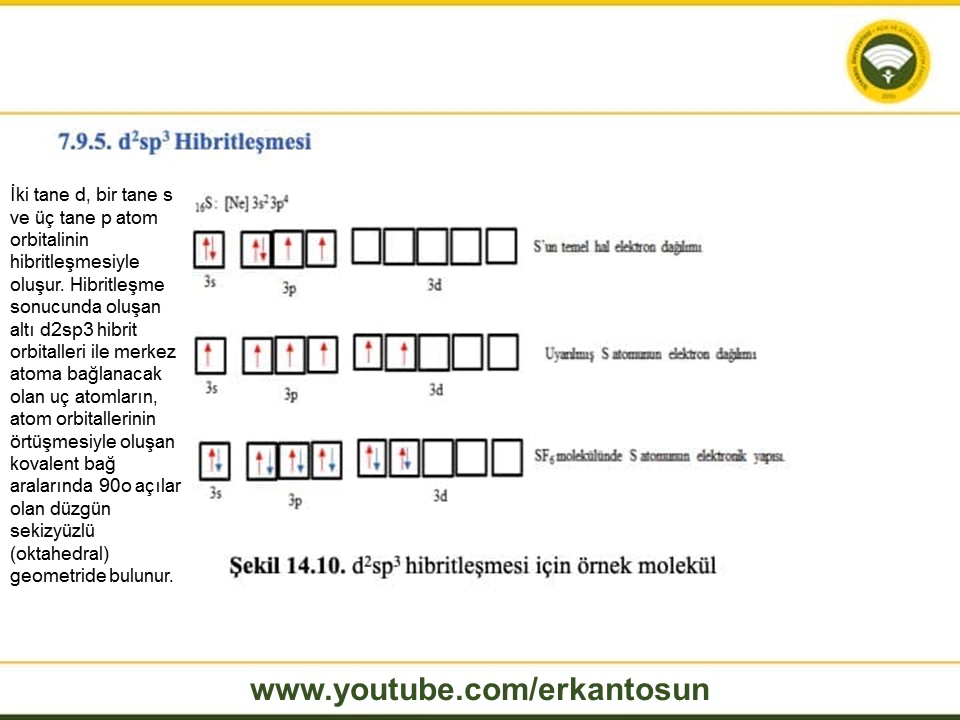 7.9.5. d²sp³ Hibritleşmesi
İki tane d, bir tane s
ve üç tane p atom
orbitalinin
hibritleşmesiyle
oluşur. Hibritleşme
sonucunda oluşan
altı d2sp3 hibrit
orbitalleri ile merkez
atoma bağlanacak
olan uç atomların,
atom orbitallerinin
örtüşmesiyle oluşan
kovalent bağ
aralarında 90o açılar
olan düzgün
sekizyüzlü
(oktahedral)
geometride bulunur.
₁₆S: [Ne] 3s² 3p⁴
S`un temel hal elektron dağılımı
3s 3p 3d
Uyarılmış S atomunun elektron dağılmı
3s 3p 3d
SF₆ molekülünde S atomunun elektronik yapısı.
3s 3p 3d
Şekil 14.10. d²sp³ hibritleşmesi için örnek molekül
www.youtube.com/erkantosun